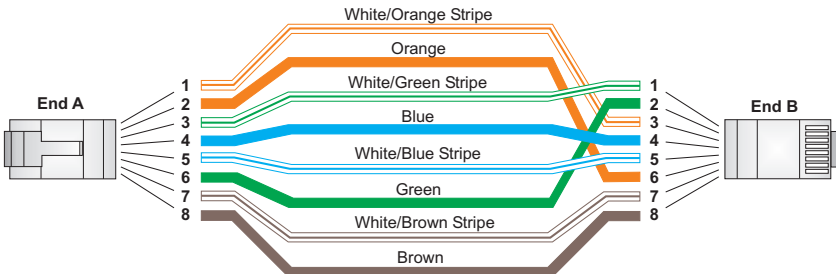 White/Orange Stripe
Orange
White/Green Stripe
Blue
White/Blue Stripe
Green
White/Brown Stripe
Brown
End A
1
2
3
4
5
6
7
8
1
2
3
4
5
6
7
8
End B